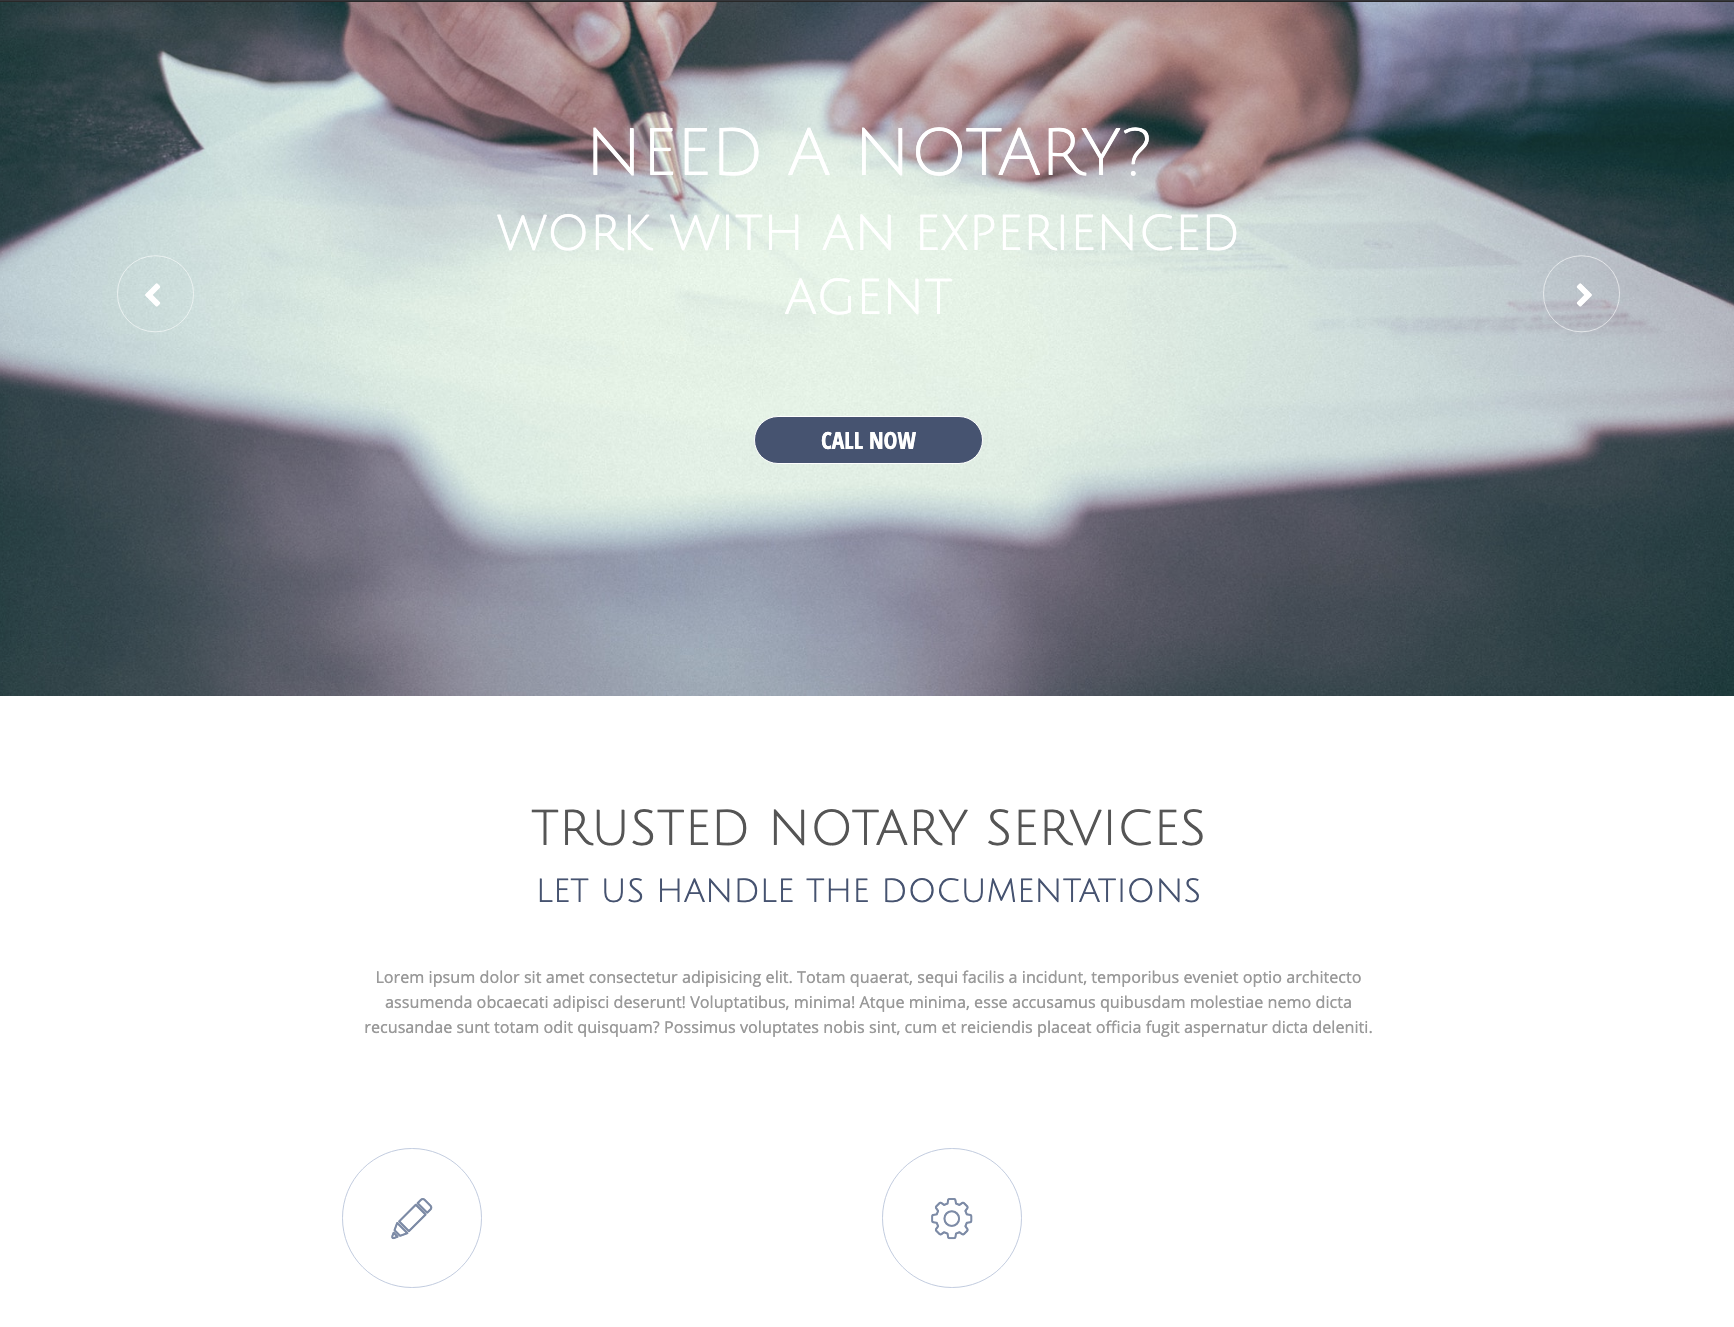 NEED A NOTARY?
WORK WITH AN EXPERIENCED
AGENT
CALL NOW
TRUSTED NOTARY SERVICES
LET US HANDLE THE DOCUMENTATIONS
Lorem ipsum dolor sit amet consectetur adipisicing elit. Totam quaerat, sequi facilis a incidunt, temporibus eveniet optio architecto
assumenda obcaecati adipisci deserunt! Voluptatibus, minima! Atque minima, esse accusamus quibusdam molestiae nemo dicta
recusandae sunt totam odit quisquam? Possimus voluptates nobis sint, cum et reiciendis placeat officia fugit aspernatur dicta deleniti.